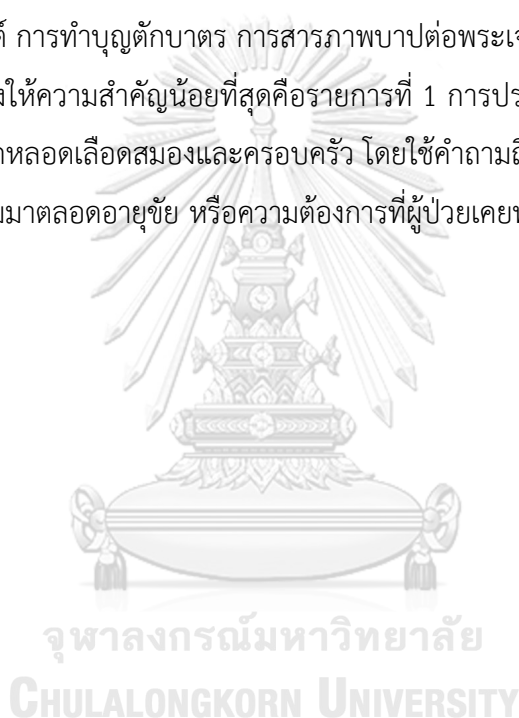 การทำบุญตักบาตร การสารภาพบาปต่อพระเจ
ให้ความสำคัญน้อยที่สุดคือรายการที่ 1 การปร
หลอดเลือดสมองและครอบครัว โดยใช้คำถามถึ
มาตลอดอายุขัย หรือความต้องการที่ผู้ป่วยเคย
จุฬาลงกรณ์มหาวิทยาลัย
CHULALONGKORN UNIVERSITY